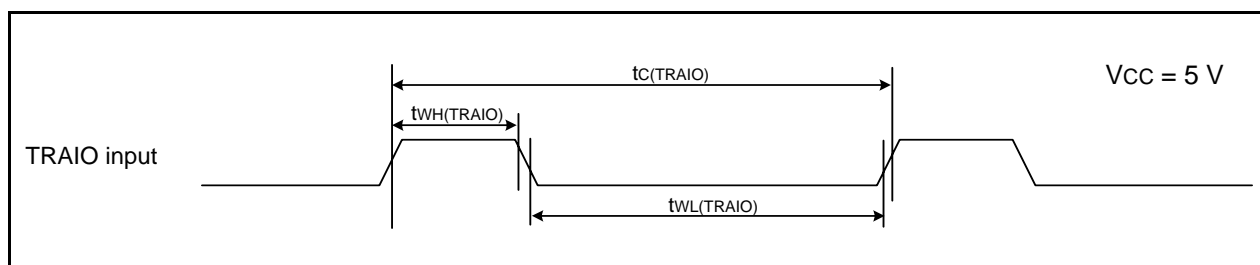 tC(TRAIO)
VCC = 5 V
tWH(TRAIO)
TRAIO input
tWL(TRAIO)